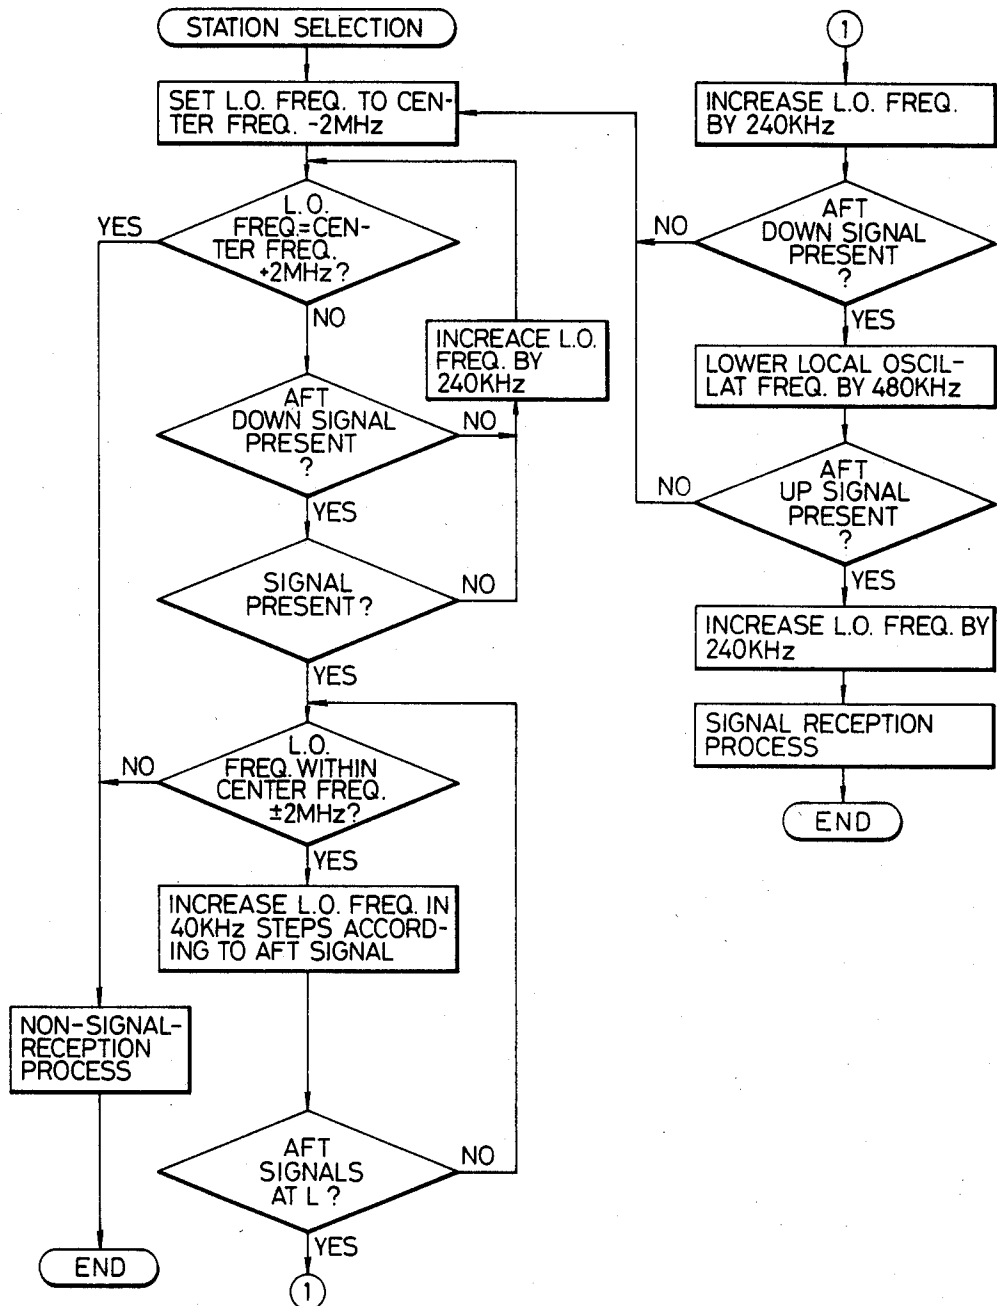 STATION SELECTION
SET L.O. FREQ. TO CEN-
TER FREQ. -2MHz
L.O.
FREQ.=CEN-
TER FREQ.
+2MHz?
YES
NO
INCREACE L.O.
FREQ. BY
240KHz
AFT
DOWN SIGNAL
PRESENT
?
NO
YES
SIGNAL
PRESENT?
NO
YES
L.O.
FREQ. WITHIN
CENTER FREQ.
±2MHz?
NO
YES
INCREASE L.O. FREQ. IN
40KHz STEPS ACCORD-
ING TO AFT SIGNAL
NON-SIGNAL-
RECEPTION
PROCESS
AFT
SIGNALS
AT L?
NO
YES
END
1
1
INCREASE L.O. FREQ.
BY 240KHz
AFT
DOWN SIGNAL
PRESENT
?
NO
YES
LOWER LOCAL OSCIL-
LAT FREQ. BY 480KHz
AFT
UP SIGNAL
PRESENT
?
NO
YES
INCREASE L.O. FREQ. BY
240KHz
SIGNAL RECEPTION
PROCESS
END